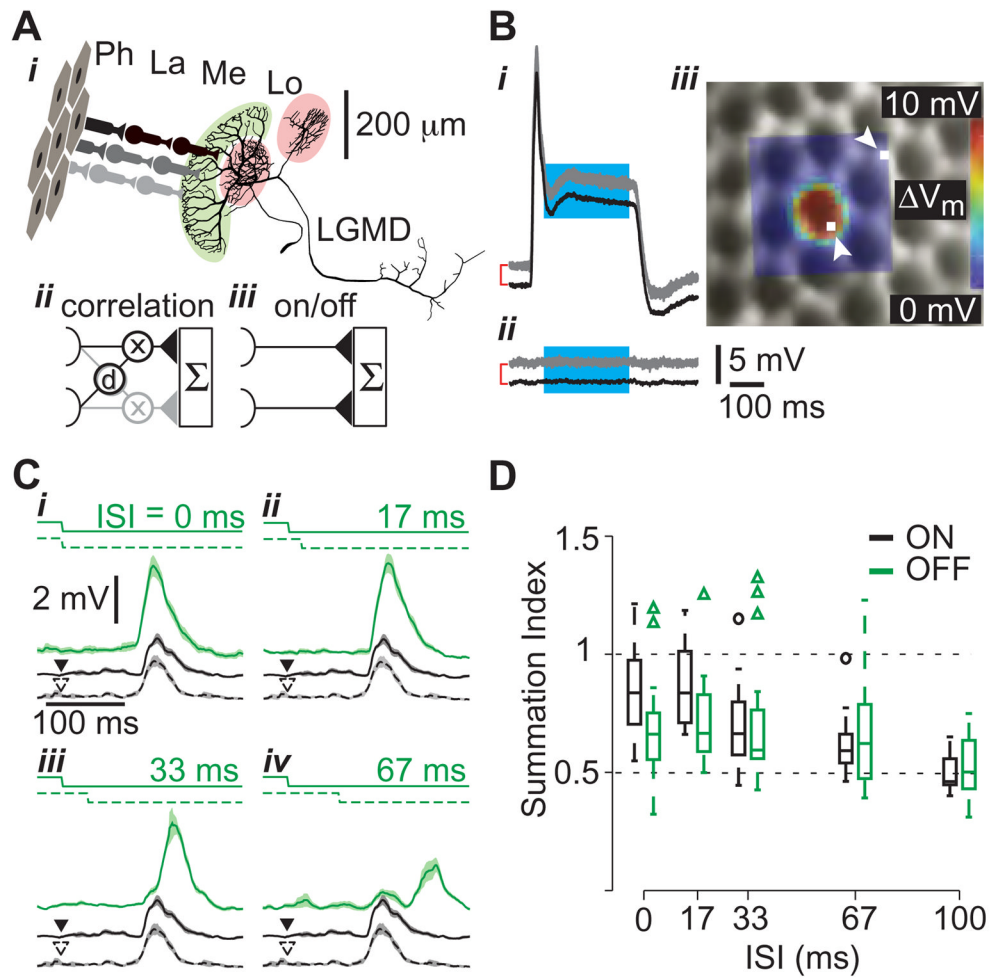 A
i
Ph La Me Lo
200 μm
LGMD
ii correlation
d
x
x
Σ
iii on/off
Σ
B
i
ii
5 mV
100 ms
iii
10 mV
ΔVm
0 mV
C
i
ISI = 0 ms
2 mV
100 ms
ii
17 ms
iii
33 ms
iv
67 ms
D
ON
OFF
Summation Index
1.5
1
0.5
0 17 33 67 100
ISI (ms)